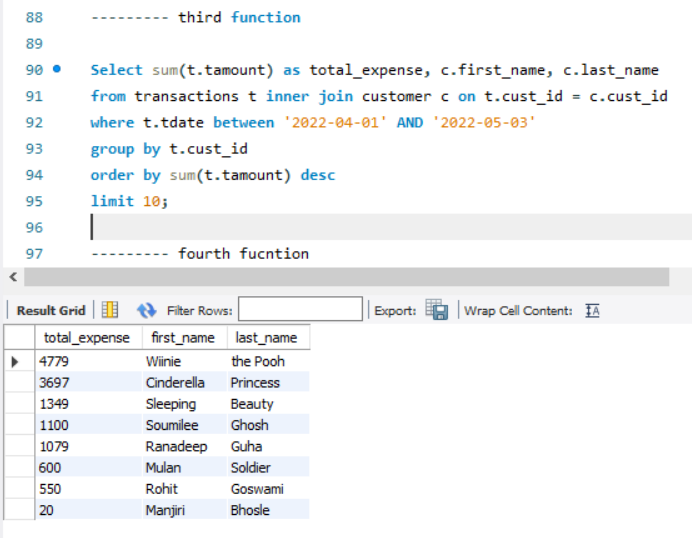 88 --------- third function
89
90 Select sum(t.tamount) as total_expense, c.first_name, c.last_name
91 from transactions t inner join customer c on t.cust_id = c.cust_id
92 where t.tdate between '2022-04-01' AND '2022-05-03'
93 group by t.cust_id
94 order by sum(t.tamount) desc
95 limit 10;
96
97 --------- fourth fucntion
Result Grid Filter Rows: Export: Wrap Cell Content: IA
total_expense first_name last_name
4779 Wiinie the Pooh
3697 Cinderella Princess
1349 Sleeping Beauty
1100 Soumilee Ghosh
1079 Ranadeep Guha
600 Mulan Soldier
550 Rohit Goswami
20 Manjiri Bhosle